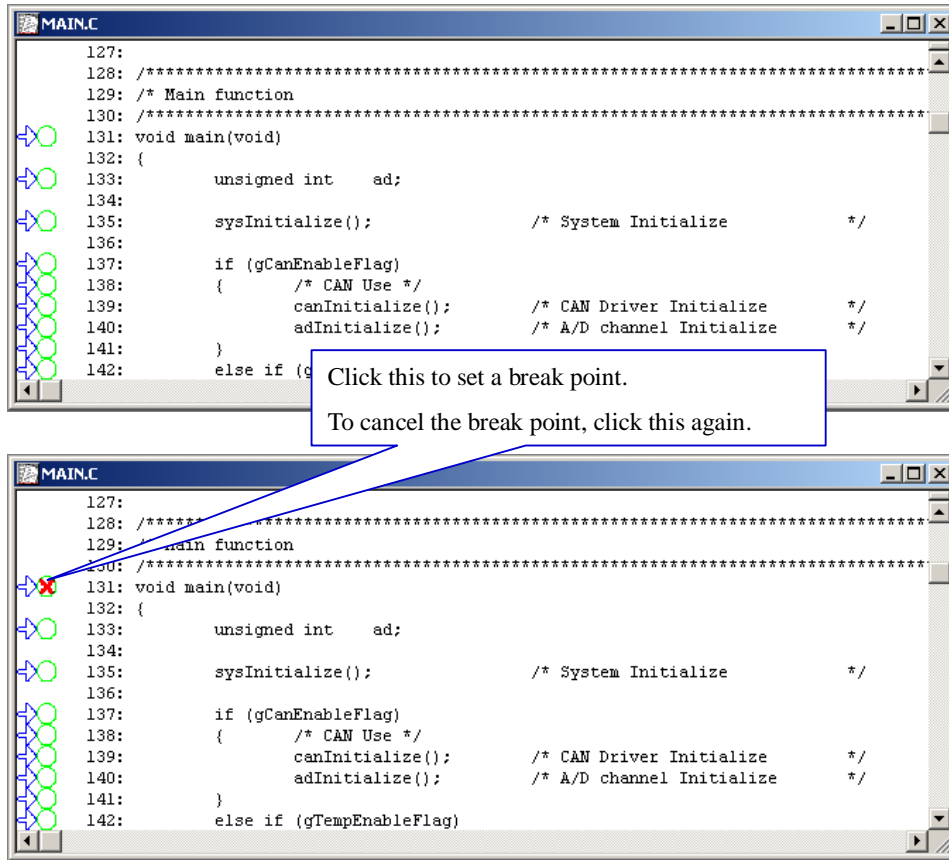 MAIN.C
127:
128: /********************************************************************************
129: /* Main function
130: /********************************************************************************
131: void main(void)
132: {
133: unsigned int ad;
134:
135: sysInitialize(); /* System Initialize */
136:
137: if (gCanEnableFlag)
138: { /* CAN Use */
139: canInitialize(); /* CAN Driver Initialize */
140: adInitialize(); /* A/D channel Initialize */
141: }
142: else if (g
Click this to set a break point.
To cancel the break point, click this again.
MAIN.C
127:
128: /********************************************************************************
129: /* Main function
130: /********************************************************************************
131: void main(void)
132: {
133: unsigned int ad;
134:
135: sysInitialize(); /* System Initialize */
136:
137: if (gCanEnableFlag)
138: { /* CAN Use */
139: canInitialize(); /* CAN Driver Initialize */
140: adInitialize(); /* A/D channel Initialize */
141: }
142: else if (gTempEnableFlag)